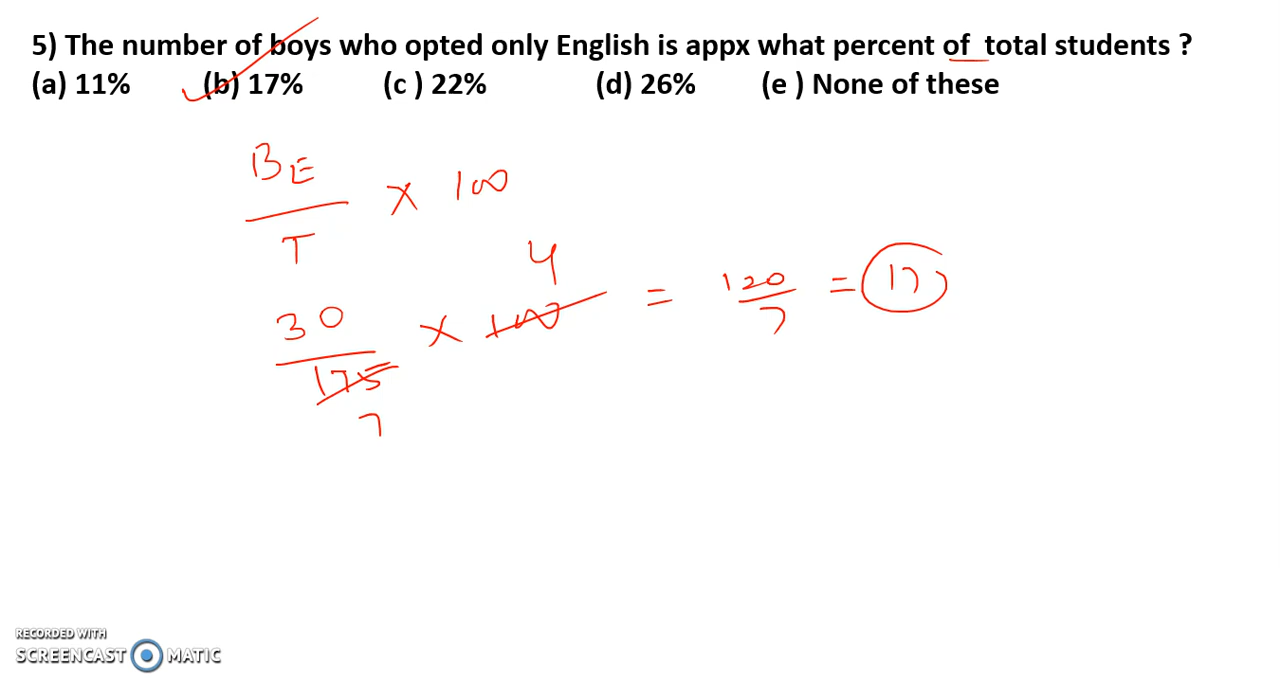 5) The number of boys who opted only English is appx what percent of total students ?
(a) 11% (b) 17% (c ) 22% (d) 26% (e ) None of these
B_E / T × 100
30 / 175 × 100 = 120 / 7 = 17
4
7
RECORDED WITH
SCREENCAST MATIC